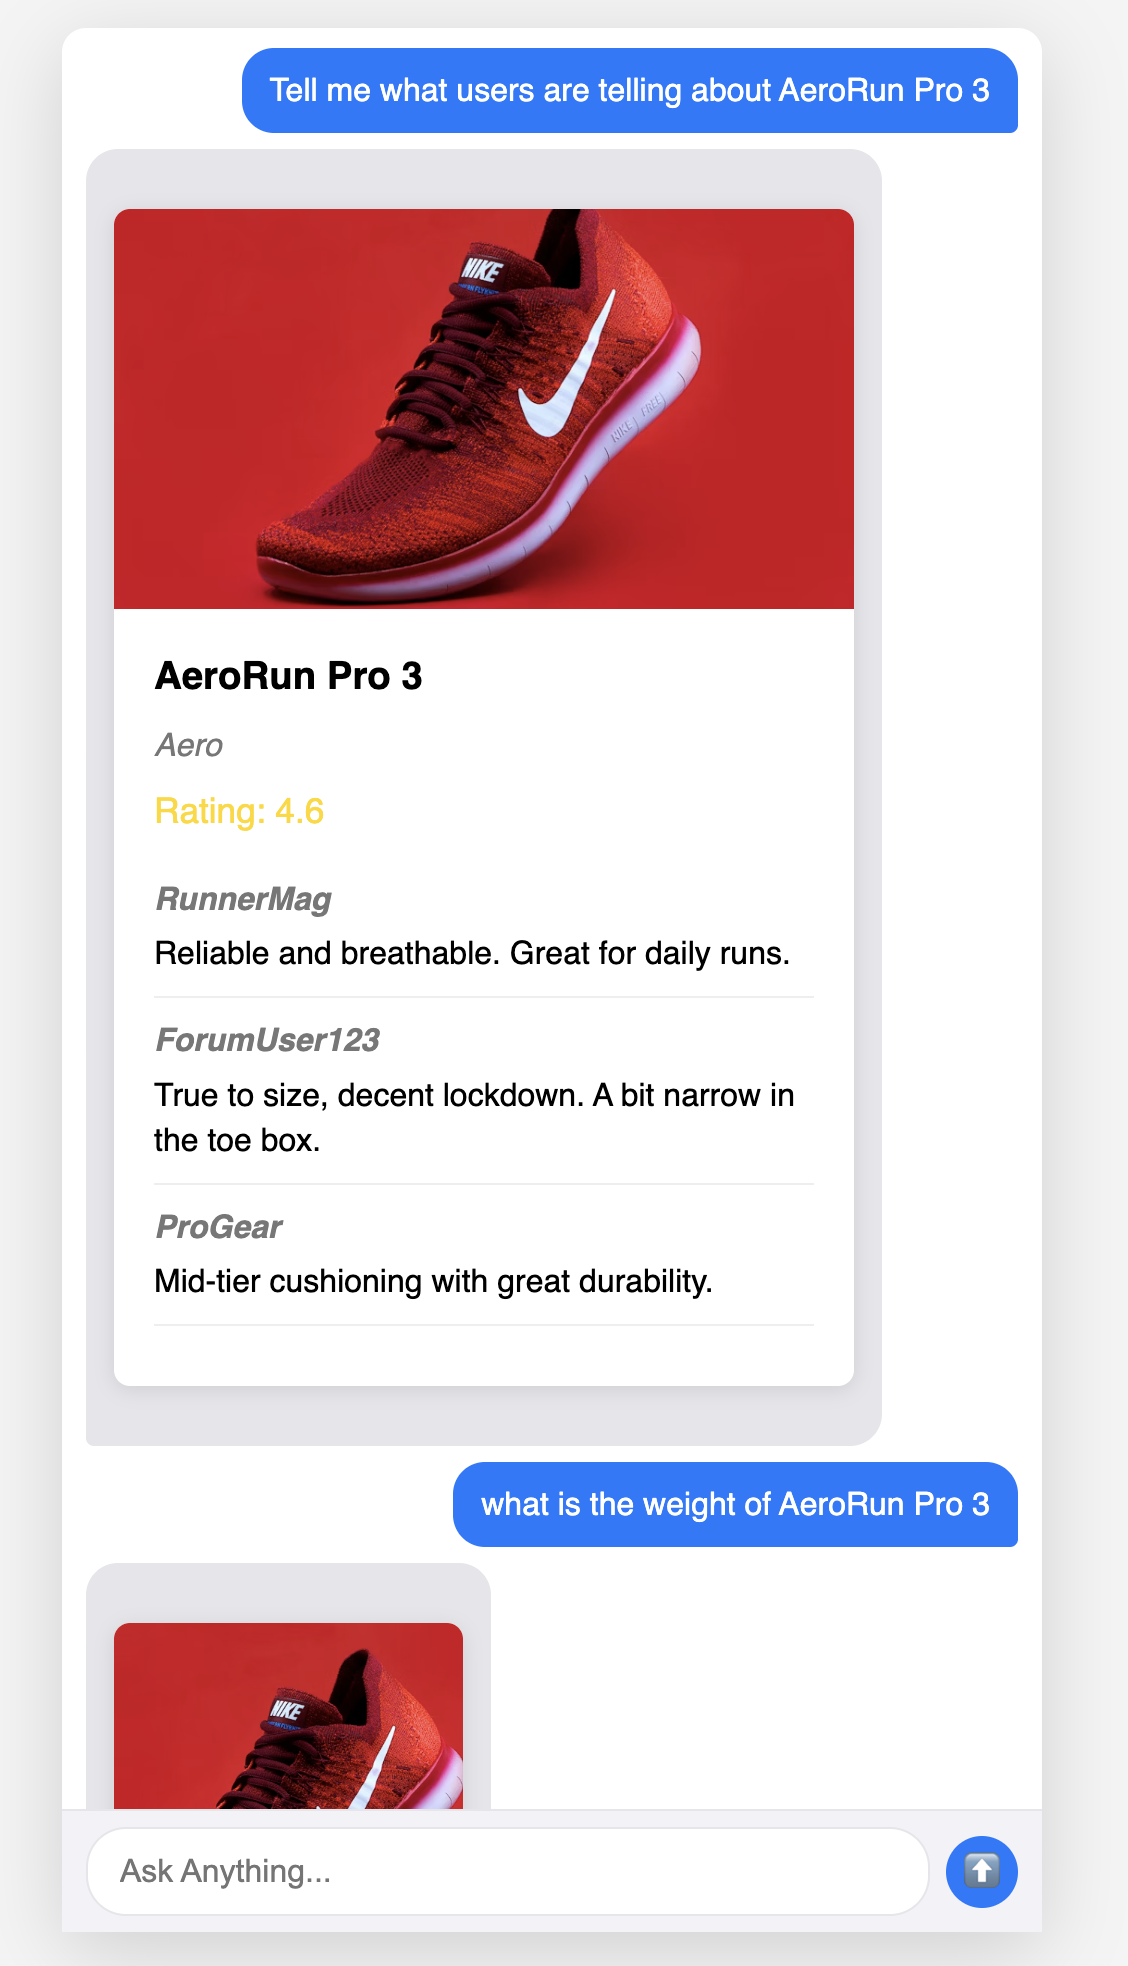 Tell me what users are telling about AeroRun Pro 3
NIKE
NIKE FREE
AeroRun Pro 3
Aero
Rating: 4.6
RunnerMag
Reliable and breathable. Great for daily runs.
ForumUser123
True to size, decent lockdown. A bit narrow in
the toe box.
ProGear
Mid-tier cushioning with great durability.
what is the weight of AeroRun Pro 3
NIKE
Ask Anything...